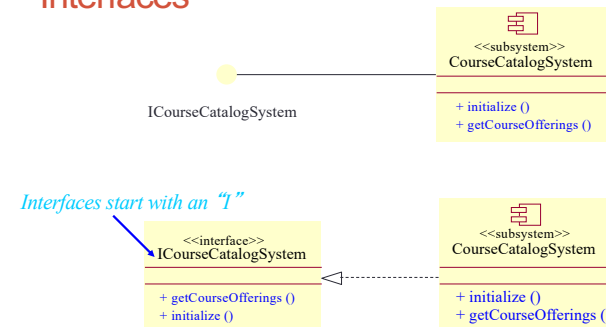 Interfaces
<<subsystem>>
CourseCatalogSystem
+ initialize ()
+ getCourseOfferings ()
ICourseCatalogSystem
Interfaces start with an “I”
<<interface>>
ICourseCatalogSystem
+ getCourseOfferings ()
+ initialize ()
<<subsystem>>
CourseCatalogSystem
+ initialize ()
+ getCourseOfferings (